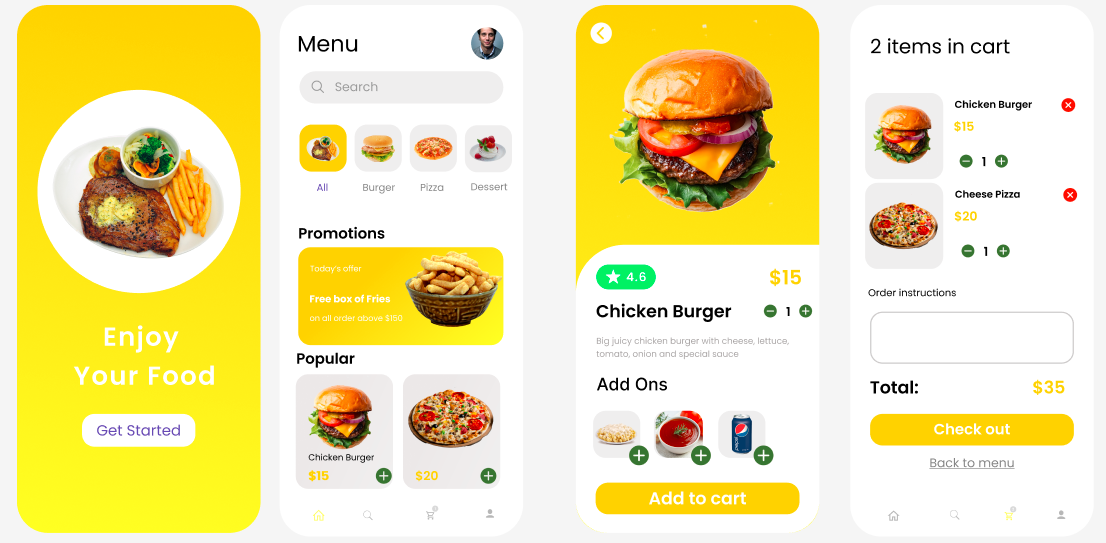 Enjoy
Your Food
Get Started
Menu
Search
All
Burger
Pizza
Dessert
Promotions
Today's offer
Free box of Fries
on all order above $150
Popular
Chicken Burger
$15
$20
4.6
$15
Chicken Burger
1
Big juicy chicken burger with cheese, lettuce,
tomato, onion and special sauce
Add Ons
pepsi
Add to cart
2 items in cart
Chicken Burger
$15
1
Cheese Pizza
$20
1
Order instructions
Total:
$35
Check out
Back to menu